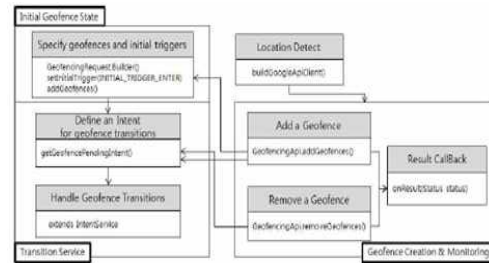 Initial Geofence State
Specify geofences and initial triggers
GeofencingRequest.Builder()
setInitialTrigger(INITIAL_TRIDGER_ENTER)
addGeofences()
Define an Intent
for geofence transitions
getGeofencePendingIntent()
Handle Geofence Transitions
extends IntentService
Transition Service
Location Detect
buildGoogleApiClient()
Add a Geofence
GeofencingApi.addGeofences()
Remove a Geofence
GeofencingApi.removeGeofences()
Result CallBack
onResult(Status status)
Geofence Creation & Monitoring